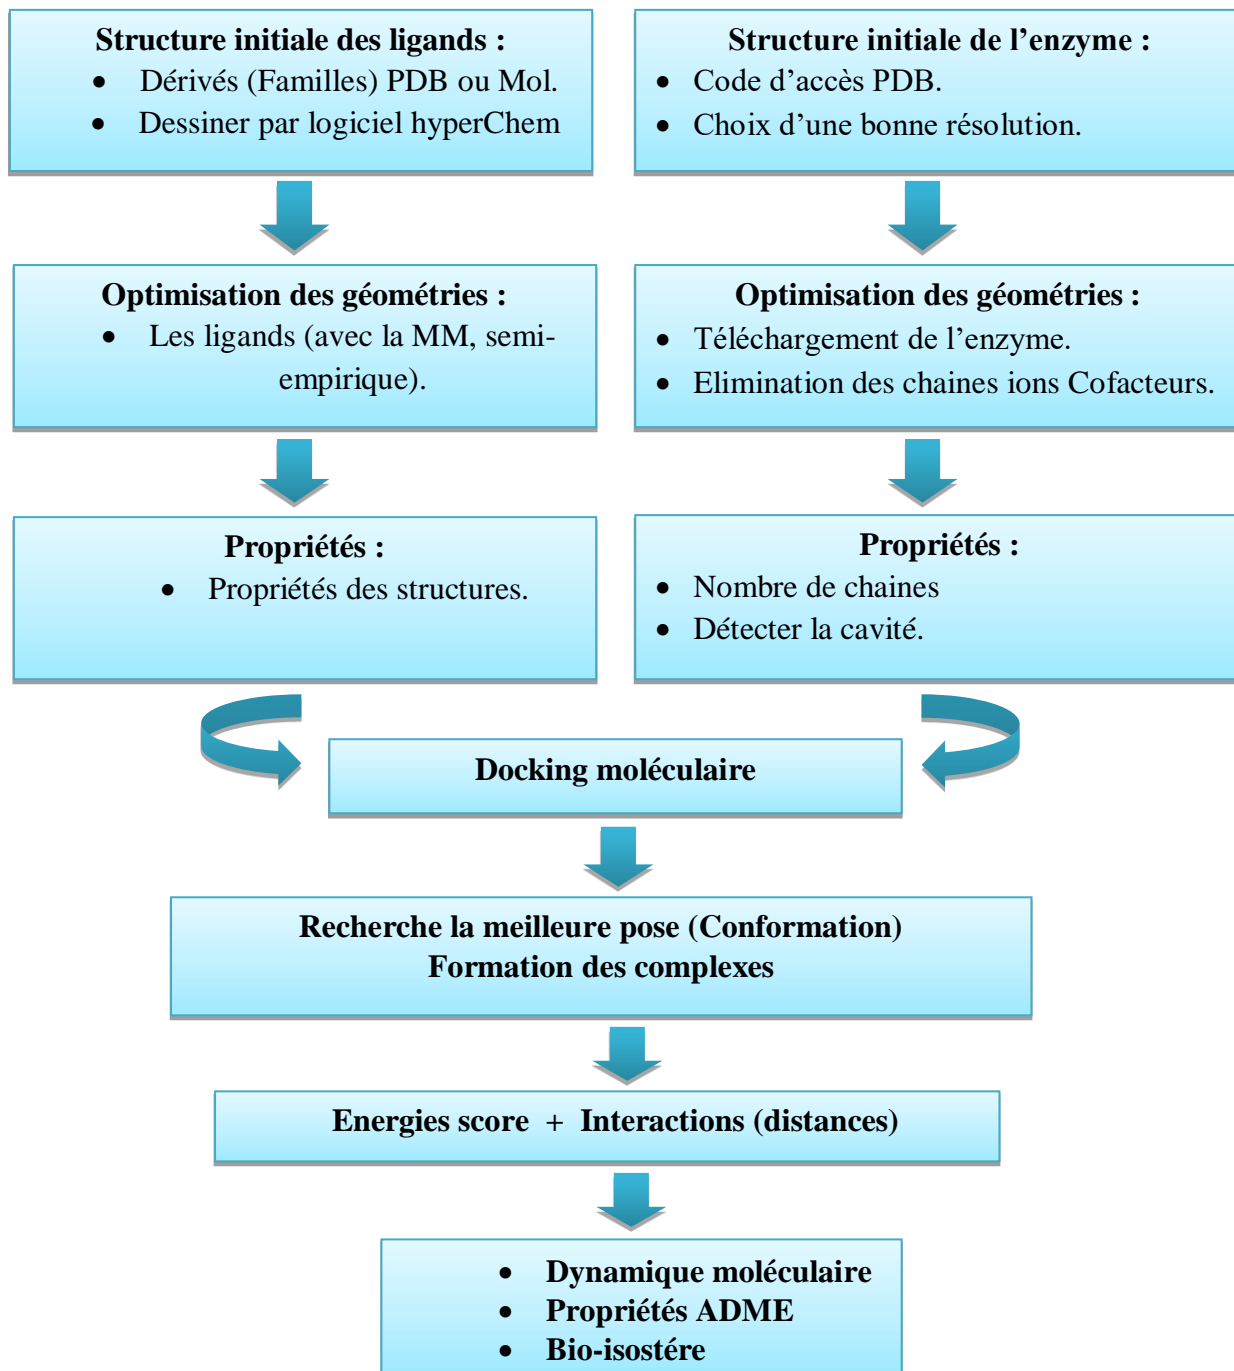 Structure initiale des ligands :
• Dérivés (Familles) PDB ou Mol.
• Dessiner par logiciel hyperChem
Structure initiale de l’enzyme :
• Code d’accès PDB.
• Choix d’une bonne résolution.
Optimisation des géométries :
• Les ligands (avec la MM, semi-
empirique).
Optimisation des géométries :
• Téléchargement de l’enzyme.
• Elimination des chaines ions Cofacteurs.
Propriétés :
• Propriétés des structures.
Propriétés :
• Nombre de chaines
• Détecter la cavité.
Docking moléculaire
Recherche la meilleure pose (Conformation)
Formation des complexes
Energies score + Interactions (distances)
• Dynamique moléculaire
• Propriétés ADME
• Bio-isostére